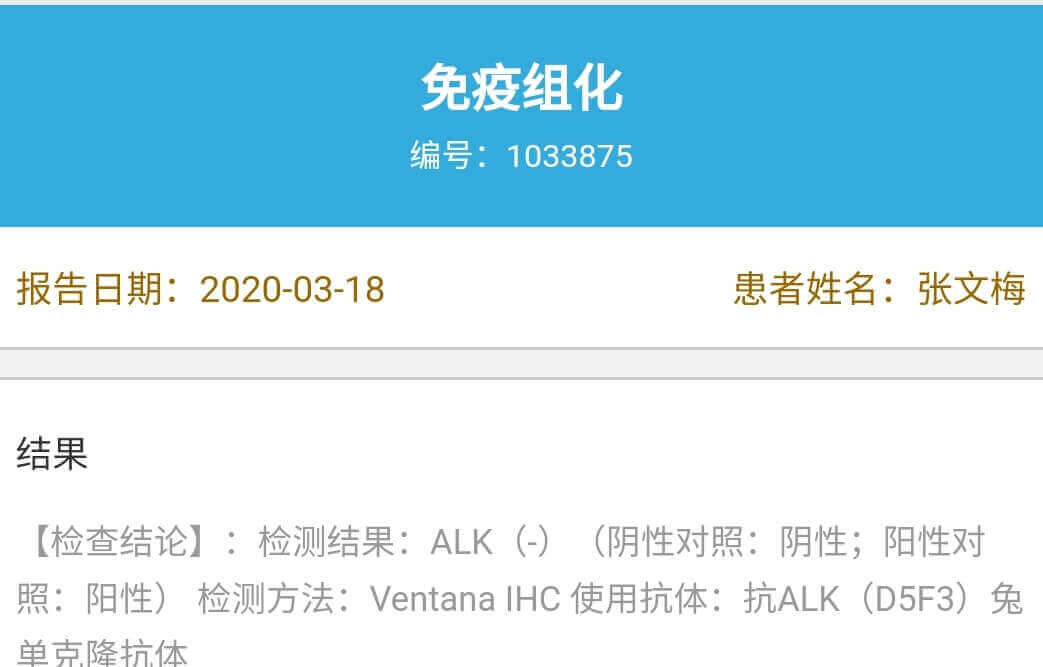 免疫组化
编号：1033875
报告日期：2020-03-18
患者姓名：张文梅
结果
【检查结论】：检测结果：ALK（-）（阴性对照：阴性；阳性对
照：阳性） 检测方法：Ventana IHC 使用抗体：抗ALK（D5F3）兔
单克隆抗体